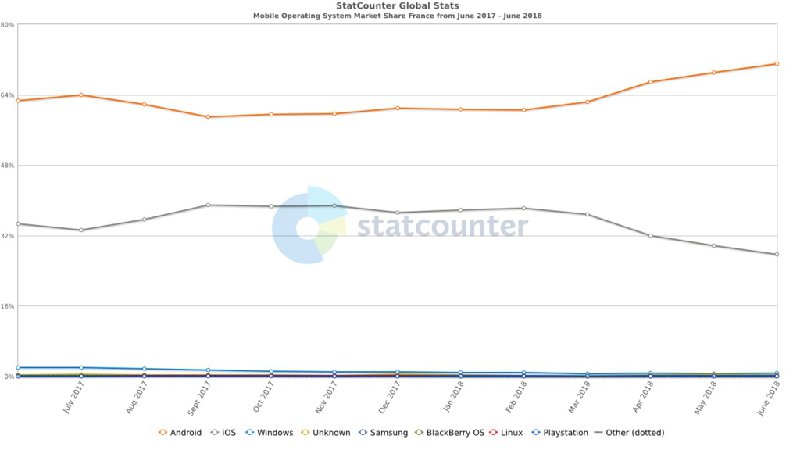 StatCounter Global Stats
Mobile Operating System Market Share France from June 2017 - June 2018
80%
64%
48%
32%
16%
0%
statcounter
July 2017
Aug 2017
Sept 2017
Oct 2017
Nov 2017
Dec 2017
Jan 2018
Feb 2018
Mar 2018
Apr 2018
May 2018
June 2018
Android iOS Windows Unknown Samsung BlackBerry OS Linux Playstation Other (dotted)